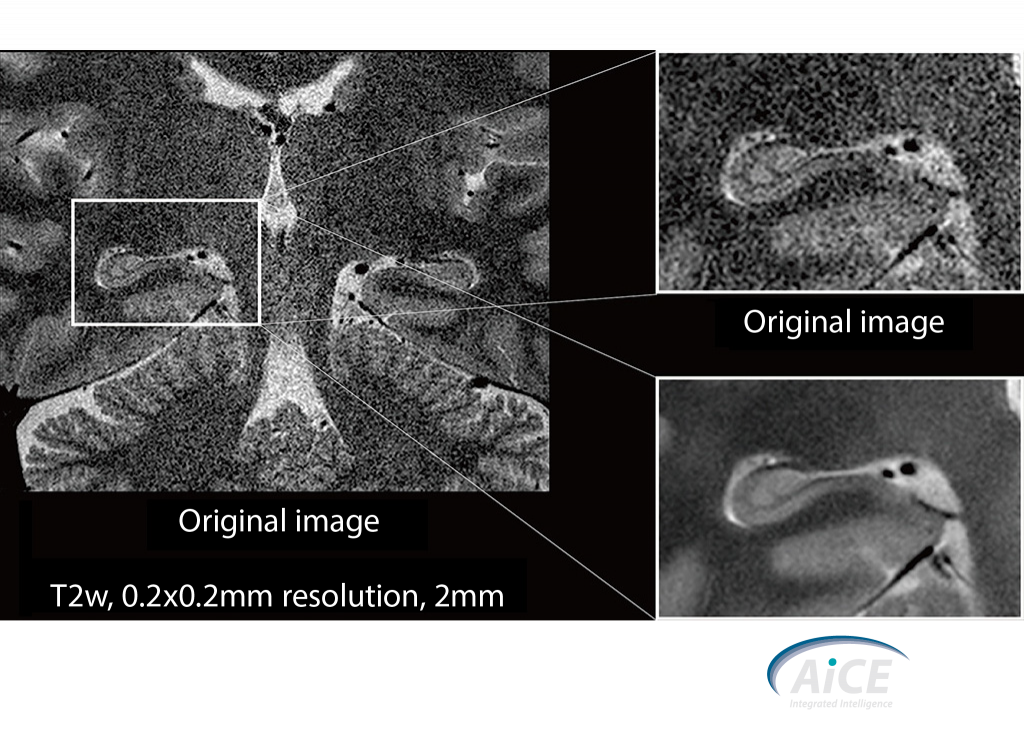 Original image
Original image
T2w, 0.2x0.2mm resolution, 2mm
AiCE
Integrated Intelligence